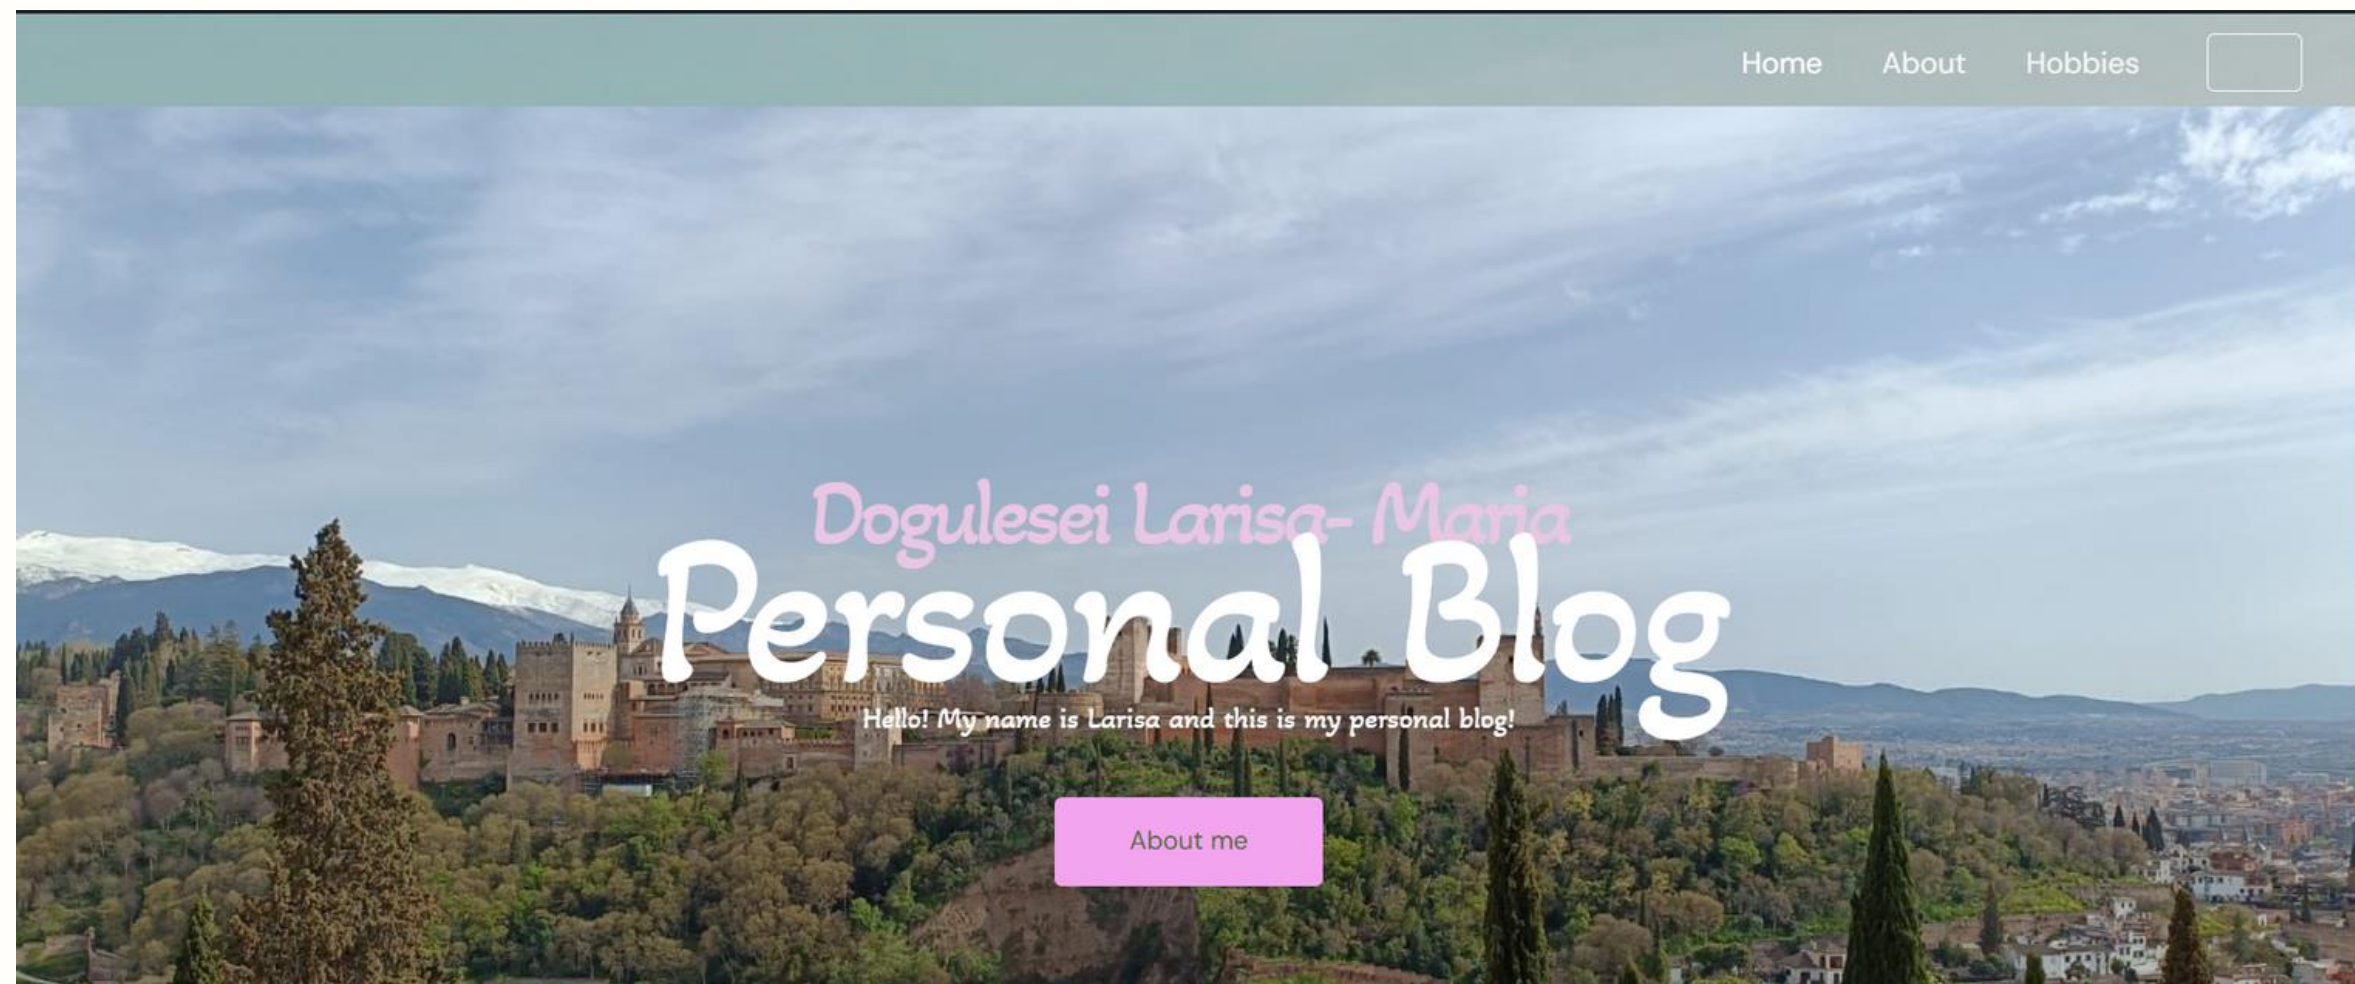 Home About Hobbies
Dogulesei Larisa- Maria
Personal Blog
Hello! My name is Larisa and this is my personal blog!
About me